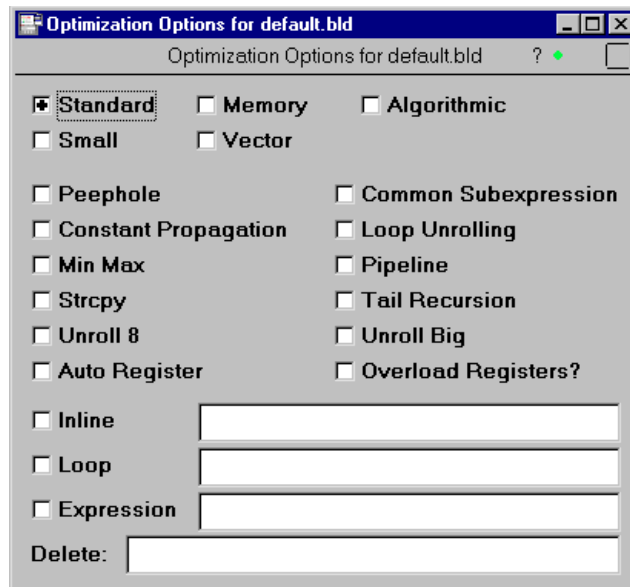 Optimization Options for default.bld
Optimization Options for default.bld ?
Standard Memory Algorithmic
Small Vector
Peephole Common Subexpression
Constant Propagation Loop Unrolling
Min Max Pipeline
Strcpy Tail Recursion
Unroll 8 Unroll Big
Auto Register Overload Registers?
Inline
Loop
Expression
Delete: